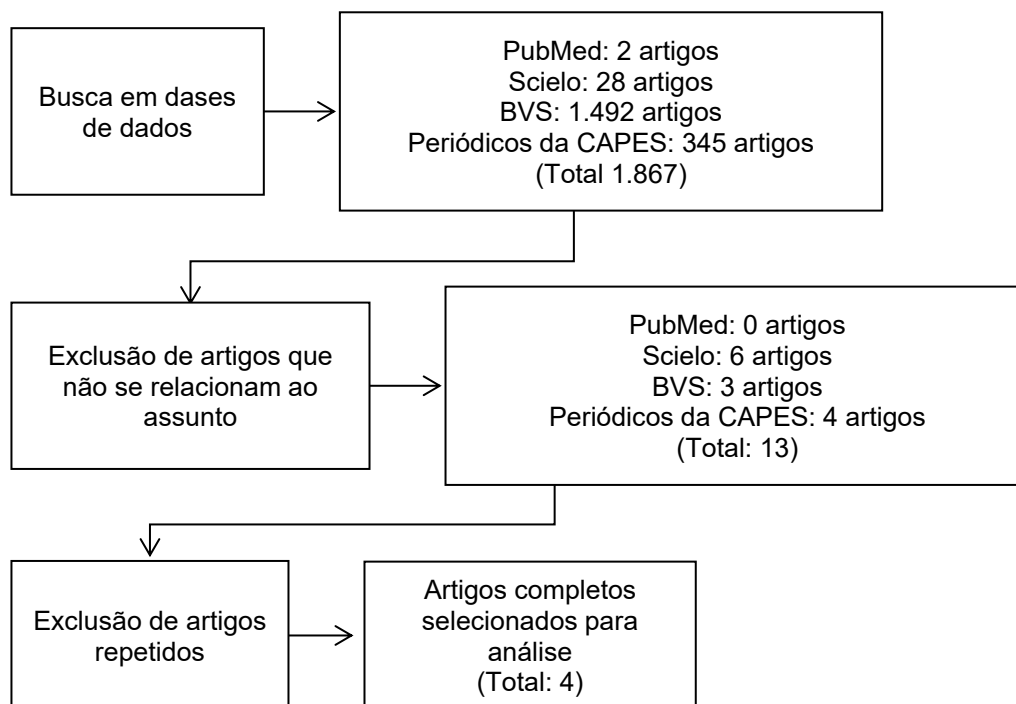 Busca em dases
de dados
PubMed: 2 artigos
Scielo: 28 artigos
BVS: 1.492 artigos
Periódicos da CAPES: 345 artigos
(Total 1.867)
Exclusão de artigos que
não se relacionam ao
assunto
PubMed: 0 artigos
Scielo: 6 artigos
BVS: 3 artigos
Periódicos da CAPES: 4 artigos
(Total: 13)
Exclusão de artigos
repetidos
Artigos completos
selecionados para
análise
(Total: 4)